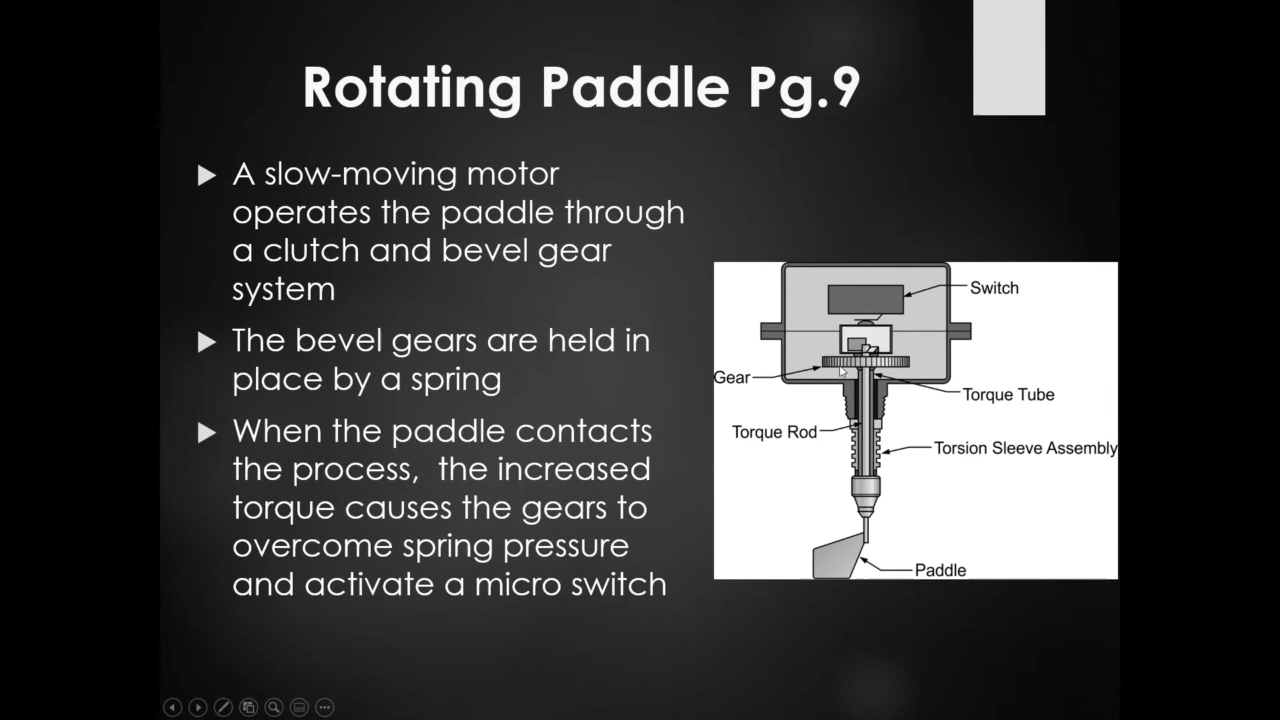 Rotating Paddle Pg.9
A slow-moving motor
operates the paddle through
a clutch and bevel gear
system
The bevel gears are held in
place by a spring
When the paddle contacts
the process, the increased
torque causes the gears to
overcome spring pressure
and activate a micro switch
Switch
Gear
Torque Tube
Torque Rod
Torsion Sleeve Assembly
Paddle